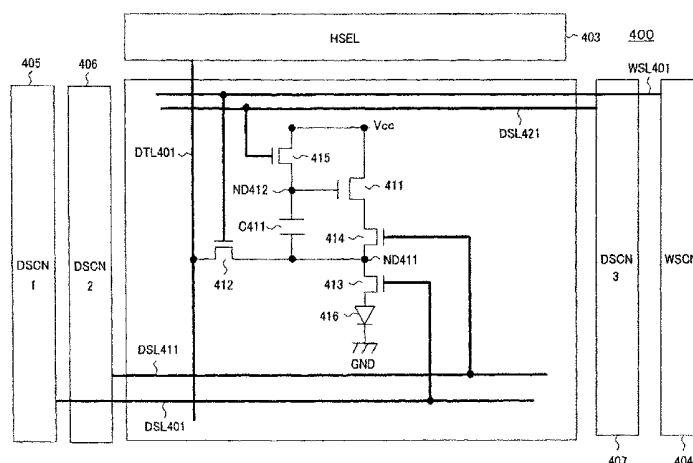 HSEL
403
400
405
406
WSL401
DSL421
DTL401
Vcc
415
ND412
411
C411
414
412
ND411
413
416
GND
DSCN
1
DSCN
2
DSCN
3
WSCN
DSL411
DSL401
407
404